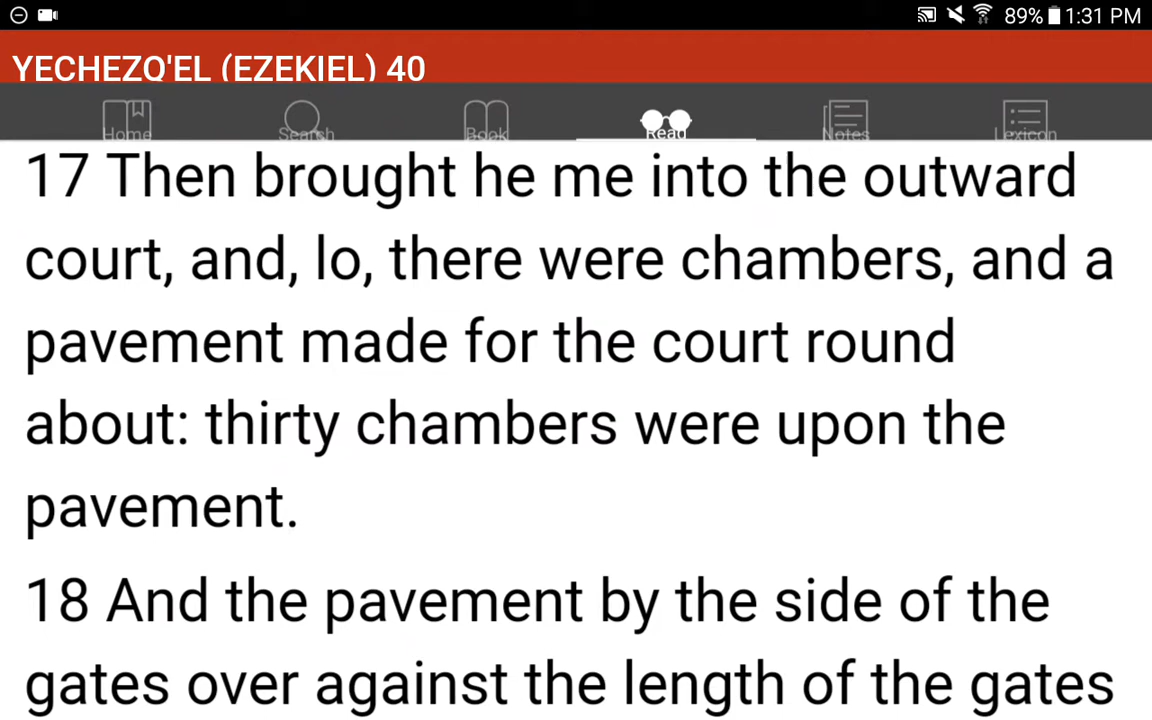 89% 1:31 PM
YECHEZQ'EL (EZEKIEL) 40
Home Search Book Read Notes Lexicon
17 Then brought he me into the outward
court, and, lo, there were chambers, and a
pavement made for the court round
about: thirty chambers were upon the
pavement.
18 And the pavement by the side of the
gates over against the length of the gates